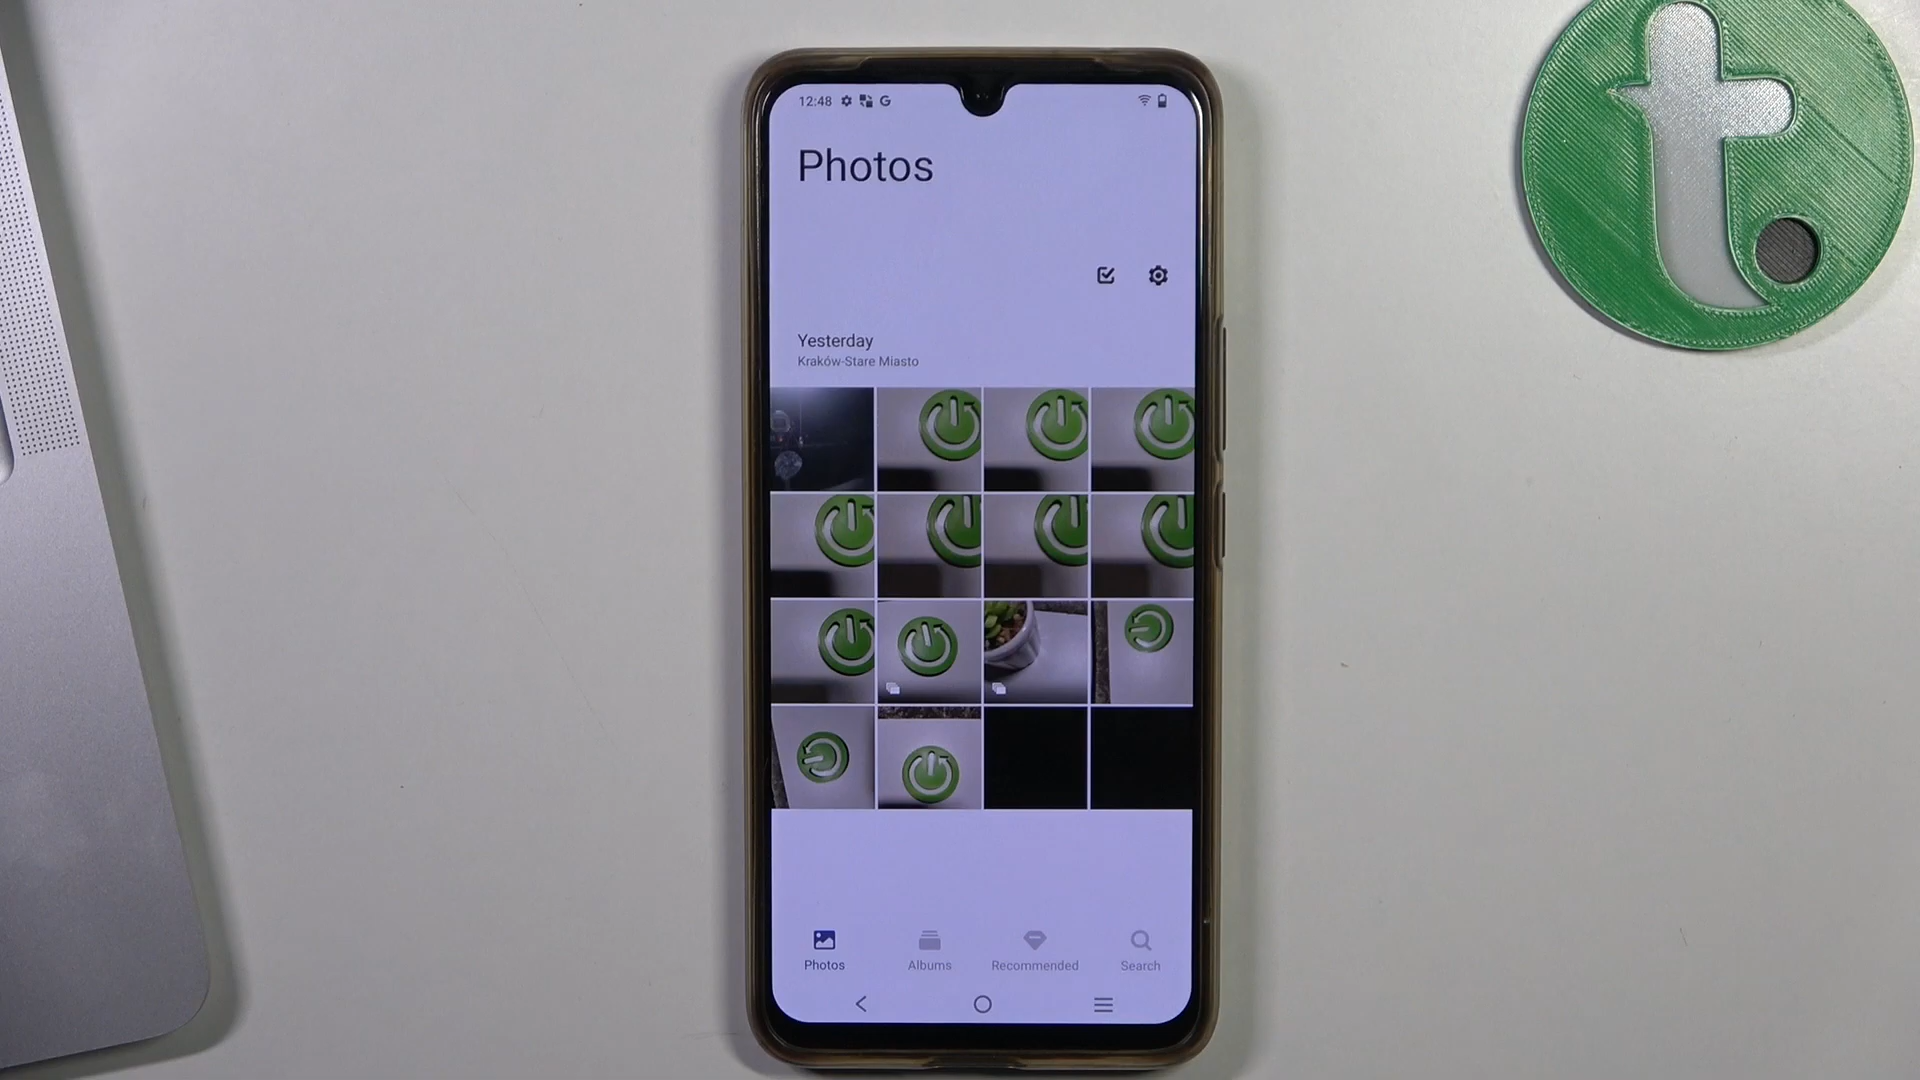 12:48 G
Photos
Yesterday
Kraków-Stare Miasto
Photos Albums Recommended Search
t.